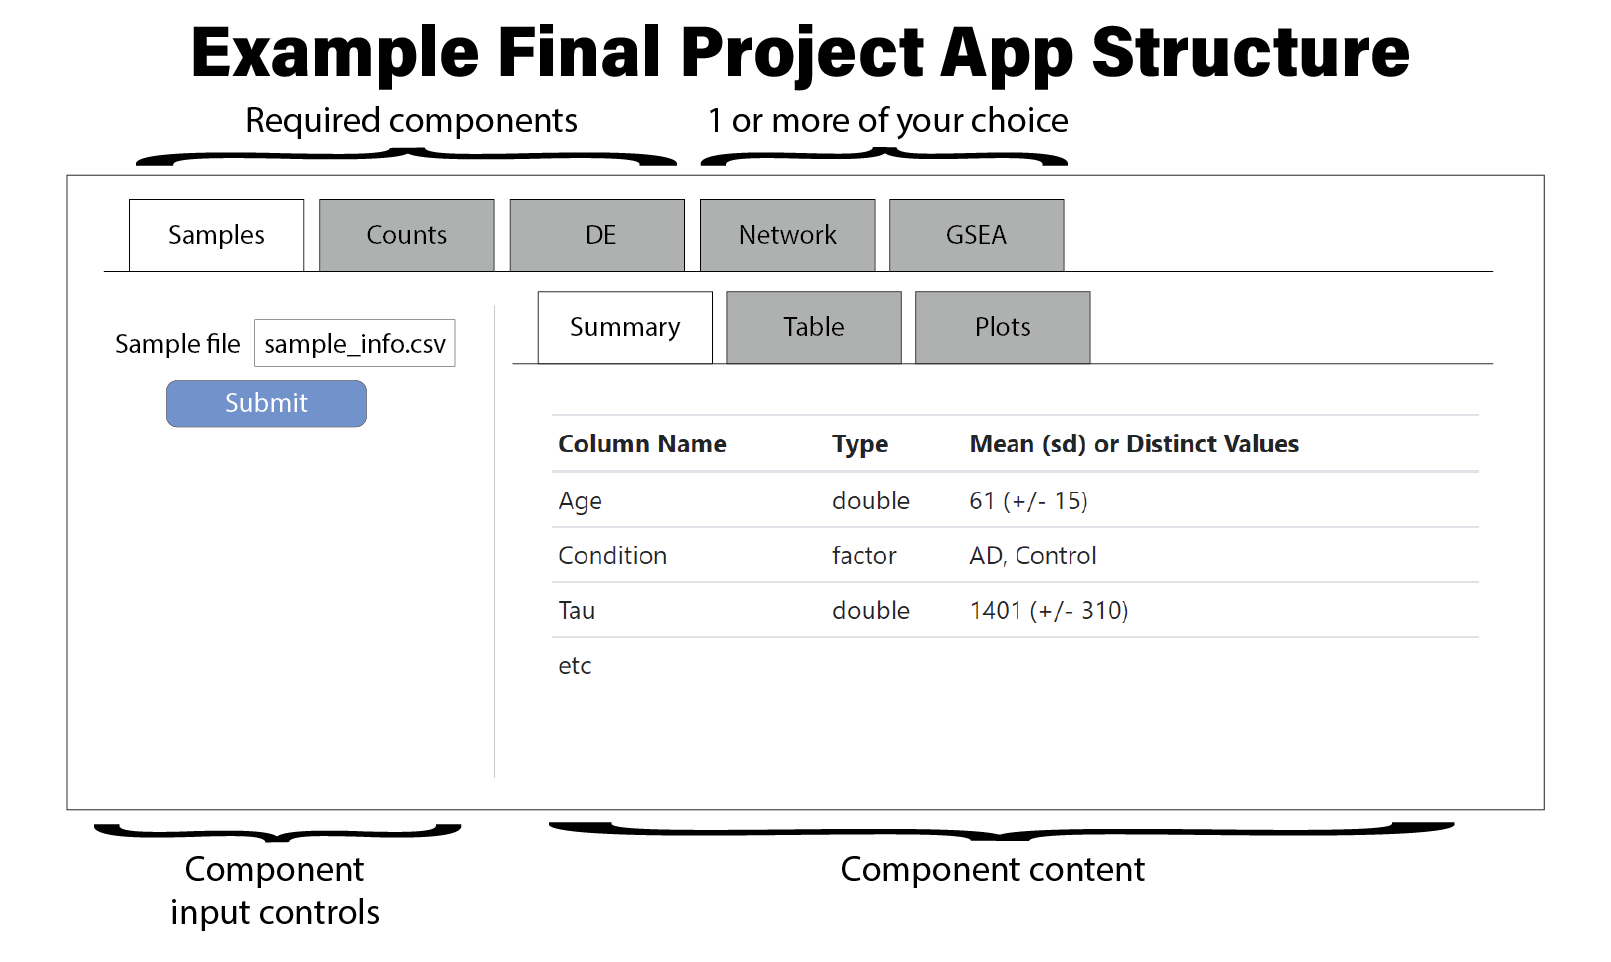 Example Final Project App Structure
Required components
1 or more of your choice
Samples
Counts
DE
Network
GSEA
Sample file
sample_info.csv
Submit
Summary
Table
Plots
Column Name Type Mean (sd) or Distinct Values
Age double 61 (+/- 15)
Condition factor AD, Control
Tau double 1401 (+/- 310)
etc
Component
input controls
Component content